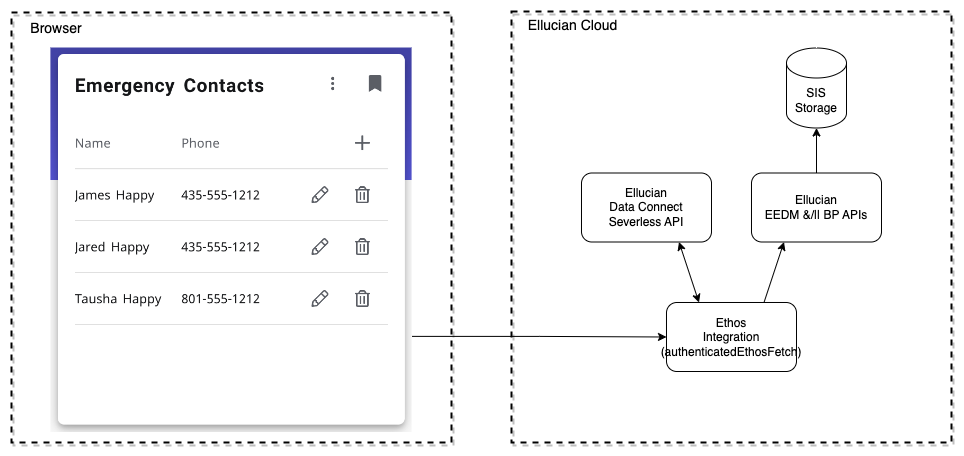 Browser
Emergency Contacts
Name Phone
James Happy 435-555-1212
Jared Happy 435-555-1212
Tausha Happy 801-555-1212
Ellucian Cloud
SIS
Storage
Ellucian
Data Connect
Severless API
Ellucian
EEDM &/ll BP APIs
Ethos
Integration
(authenticatedEthosFetch)